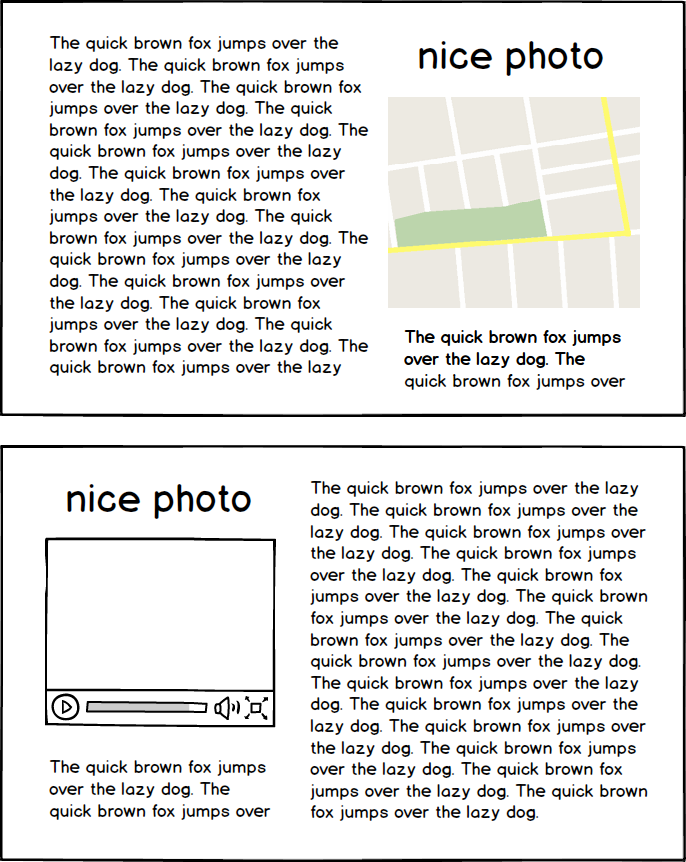 The quick brown fox jumps over the
lazy dog. The quick brown fox jumps
over the lazy dog. The quick brown fox
jumps over the lazy dog. The quick
brown fox jumps over the lazy dog. The
quick brown fox jumps over the lazy
dog. The quick brown fox jumps over
the lazy dog. The quick brown fox
jumps over the lazy dog. The quick
brown fox jumps over the lazy dog. The
quick brown fox jumps over the lazy
dog. The quick brown fox jumps over
the lazy dog. The quick brown fox
jumps over the lazy dog. The quick
brown fox jumps over the lazy dog. The
quick brown fox jumps over the lazy
nice photo
The quick brown fox jumps
over the lazy dog. The
quick brown fox jumps over
nice photo
The quick brown fox jumps
over the lazy dog. The
quick brown fox jumps over
The quick brown fox jumps over the lazy
dog. The quick brown fox jumps over the
lazy dog. The quick brown fox jumps over
the lazy dog. The quick brown fox jumps
over the lazy dog. The quick brown fox
jumps over the lazy dog. The quick brown
fox jumps over the lazy dog. The quick
brown fox jumps over the lazy dog. The
quick brown fox jumps over the lazy dog.
The quick brown fox jumps over the lazy
dog. The quick brown fox jumps over the
lazy dog. The quick brown fox jumps over
the lazy dog. The quick brown fox jumps
over the lazy dog. The quick brown fox
jumps over the lazy dog. The quick brown
fox jumps over the lazy dog.